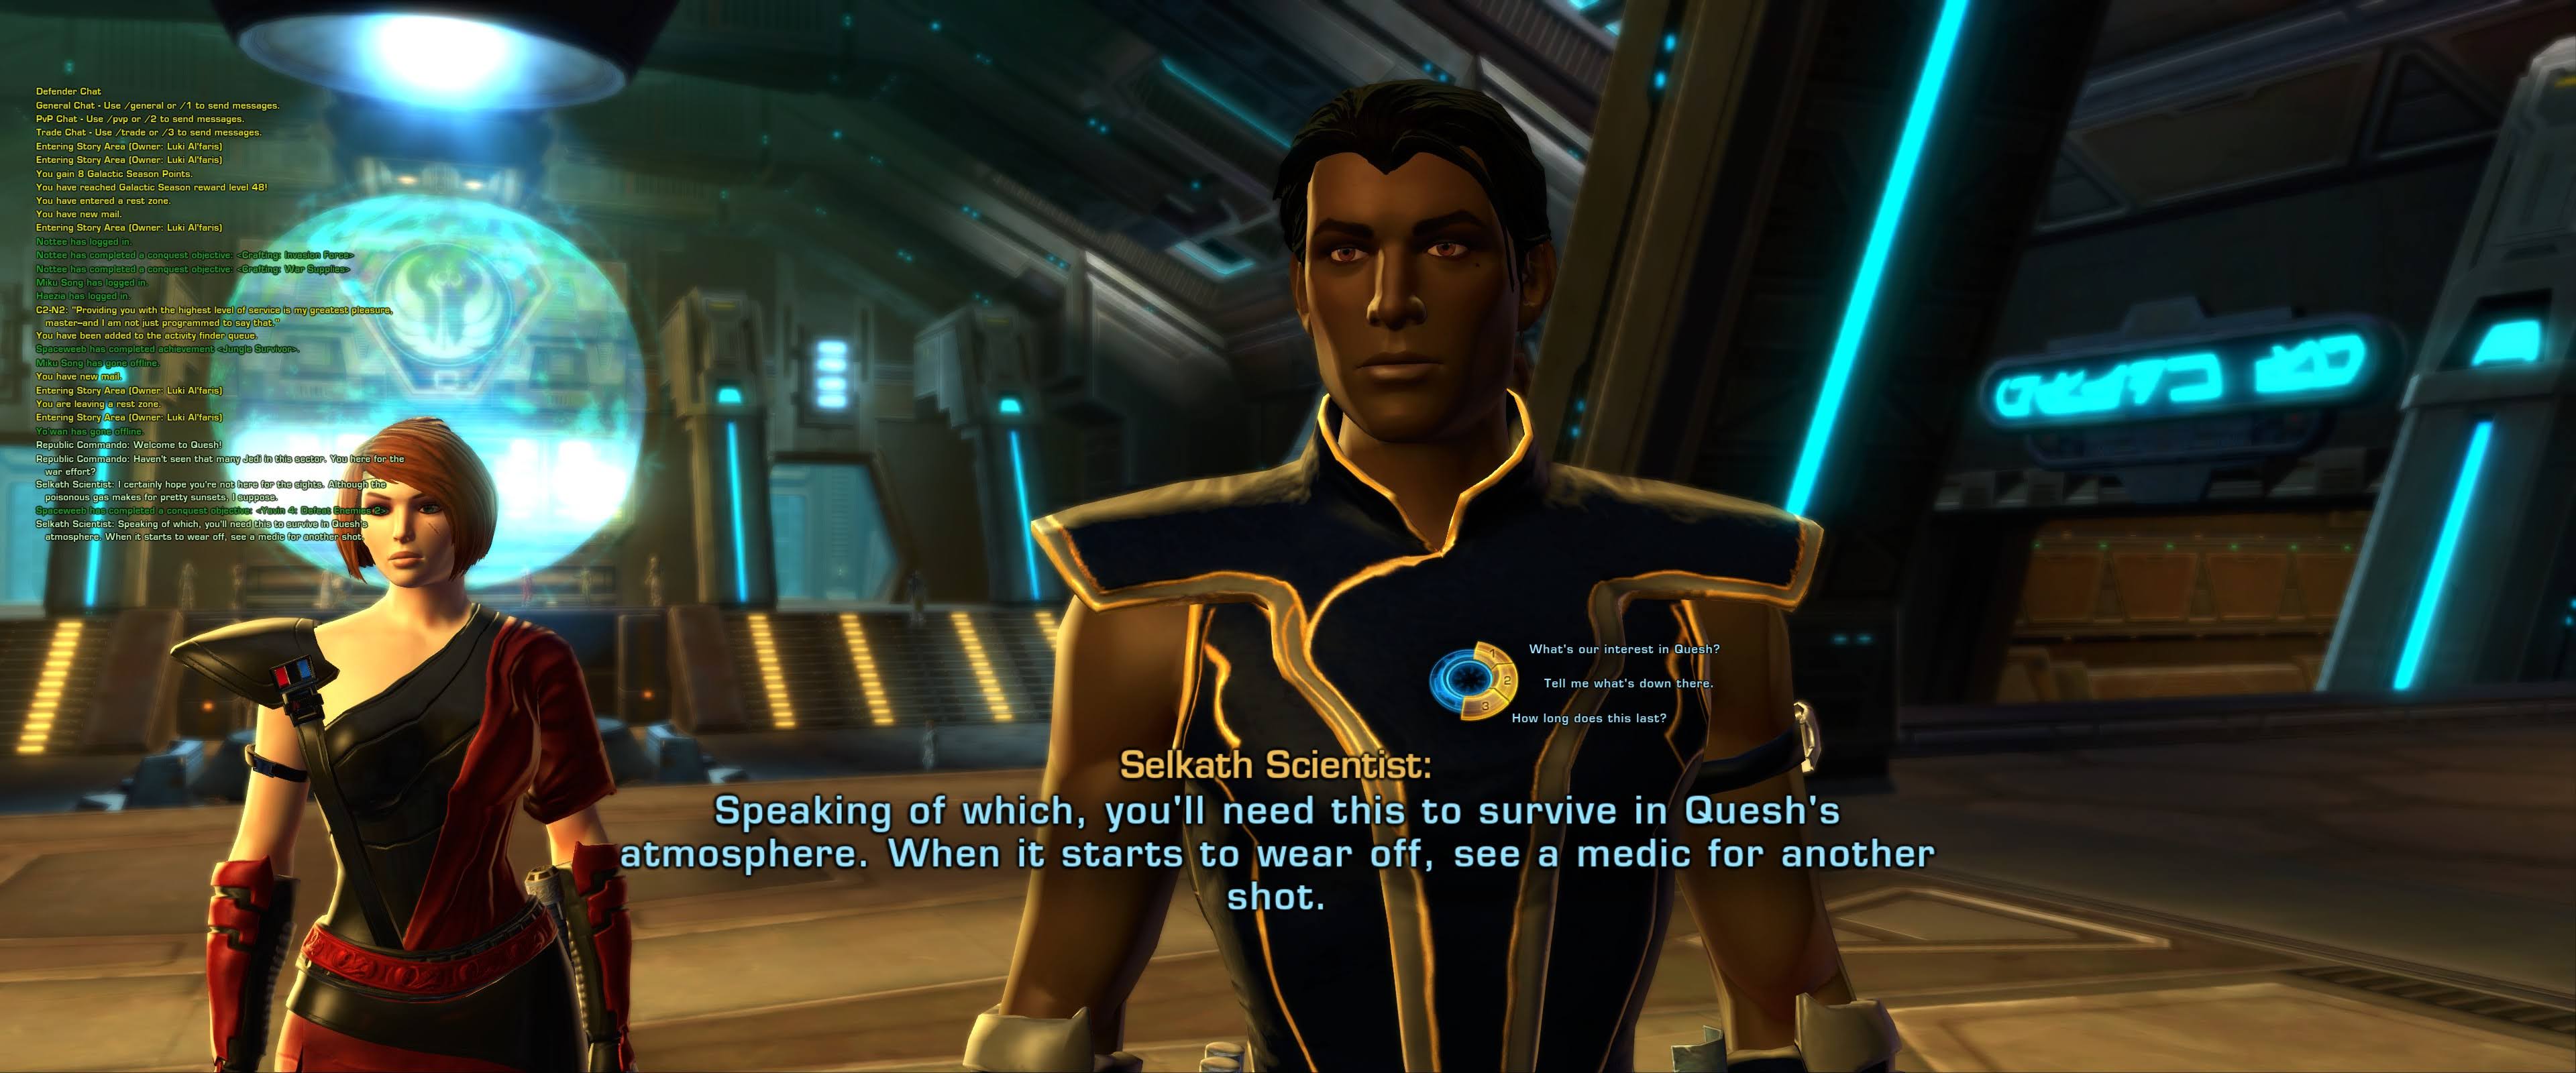 Defender Chat
General Chat - Use /general or /1 to send messages.
PvP Chat - Use /pvp or /2 to send messages.
Trade Chat - Use /trade or /3 to send messages.
Entering Story Area (Owner: Luki Al'faris)
Entering Story Area (Owner: Luki Al'faris)
You gain 8 Galactic Season Points.
You have reached Galactic Season reward level 48!
You have entered a rest zone.
You have new mail.
Entering Story Area (Owner: Luki Al'faris)
Nottee has logged in.
Nottee has completed a conquest objective: <Crafting: Invasion Force>
Nottee has completed a conquest objective: <Crafting: War Supplies>
Miku Song has logged in.
Haezia has logged in.
C2-N2: "Providing you with the highest level of service is my greatest pleasure,
master–and I am not just programmed to say that."
You have been added to the activity finder queue.
Spaceweeb has completed achievement <Jungle Survivor>.
Miku Song has gone offline.
You have new mail.
Entering Story Area (Owner: Luki Al'faris)
You are leaving a rest zone.
Entering Story Area (Owner: Luki Al'faris)
Yo'wan has gone offline.
Republic Commando: Welcome to Quesh!
Republic Commando: Haven't seen that many Jedi in this sector. You here for the
war effort?
Selkath Scientist: I certainly hope you're not here for the sights. Although the
poisonous gas makes for pretty sunsets, I suppose.
Spaceweeb has completed a conquest objective: <Yavin 4: Defeat Enemies 2>
Selkath Scientist: Speaking of which, you'll need this to survive in Quesh's
atmosphere. When it starts to wear off, see a medic for another shot.
1 What's our interest in Quesh?
2 Tell me what's down there.
3 How long does this last?
Selkath Scientist:
Speaking of which, you'll need this to survive in Quesh's
atmosphere. When it starts to wear off, see a medic for another
shot.